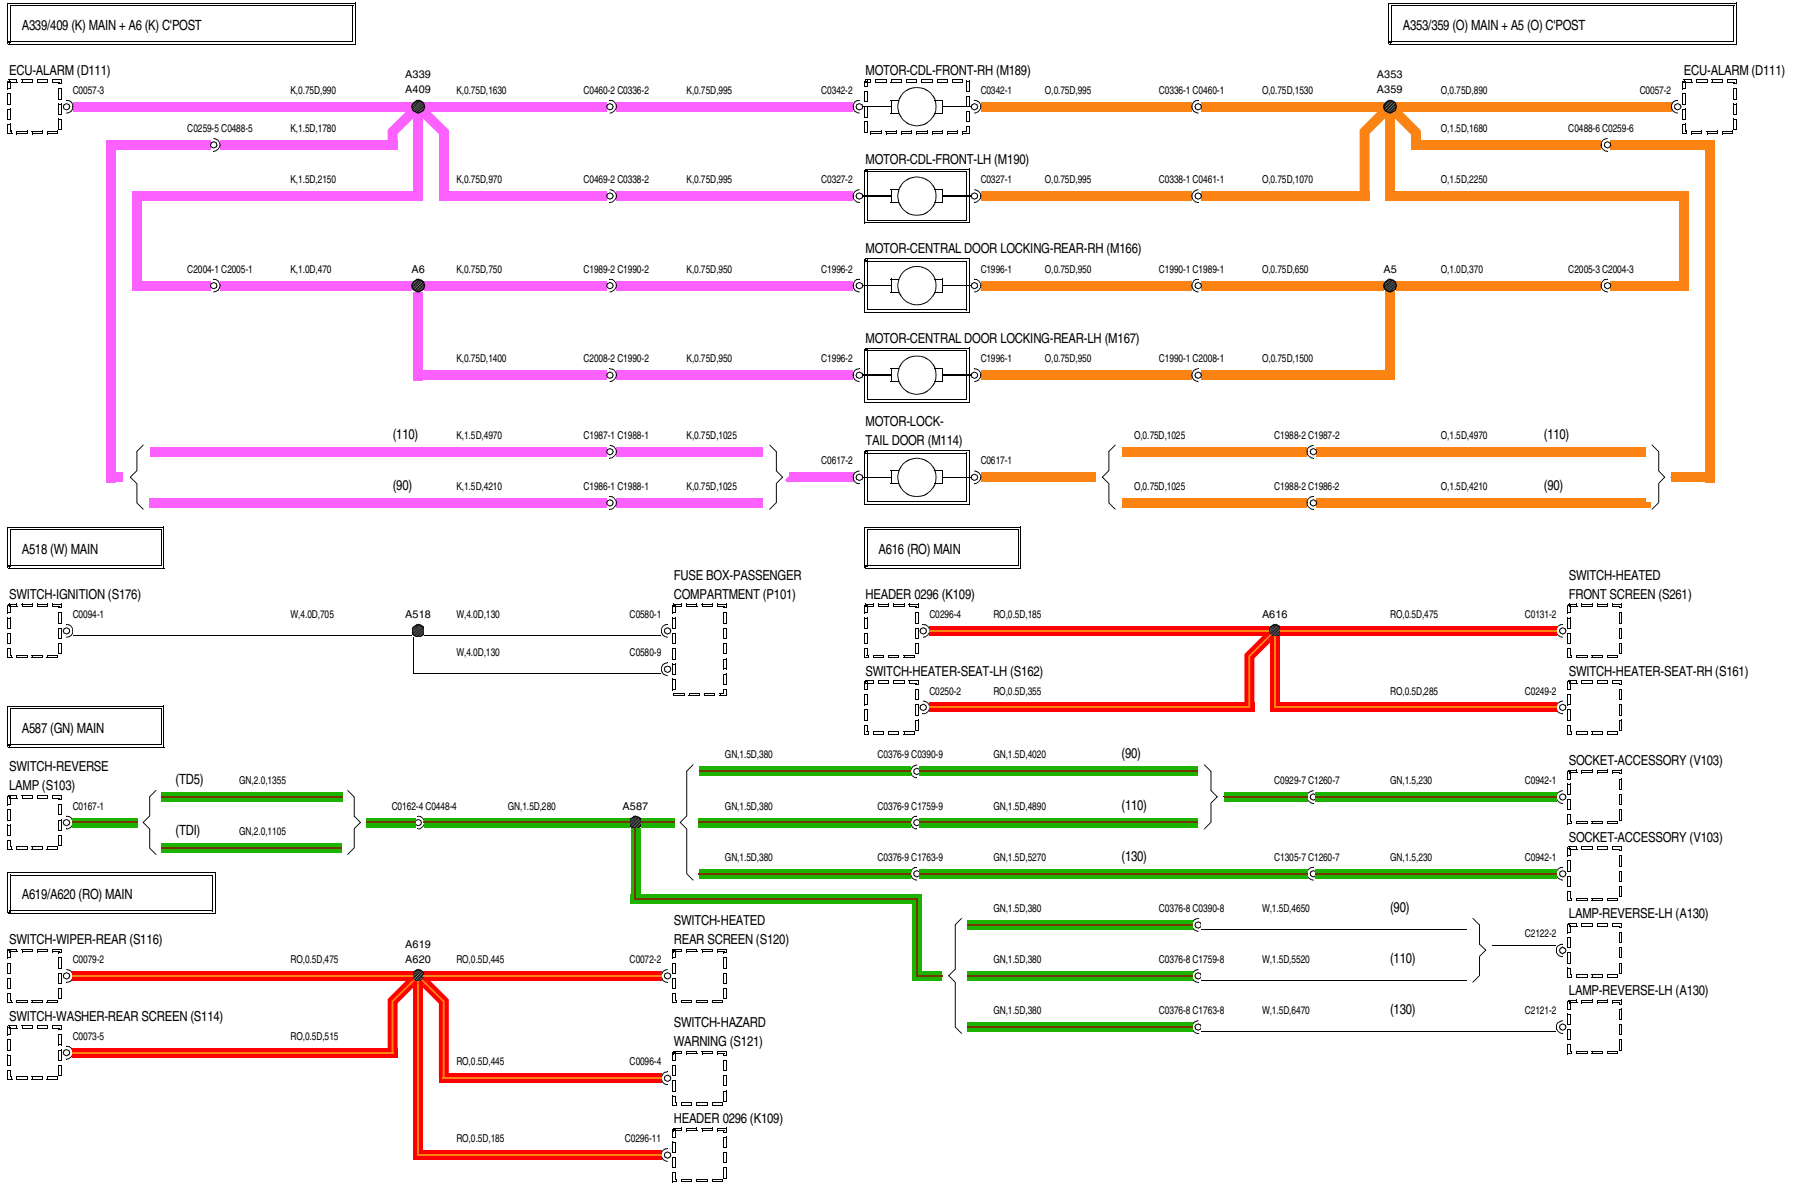 A339/409 (K) MAIN + A6 (K) C'POST
A353/359 (O) MAIN + A5 (O) C'POST
ECU-ALARM (D111)
A339
A409
MOTOR-CDL-FRONT-RH (M189)
A353
A359
ECU-ALARM (D111)
C0057-3
K,0.75D,990
K,0.75D,1630
C0460-2 C0336-2
K,0.75D,995
C0342-2
C0342-1
O,0.75D,995
C0336-1 C0460-1
O,0.75D,1530
O,0.75D,890
C0057-2
C0259-5 C0488-5
K,1.5D,1780
O,1.5D,1680
C0488-6 C0259-6
MOTOR-CDL-FRONT-LH (M190)
K,1.5D,2150
K,0.75D,970
C0469-2 C0338-2
K,0.75D,995
C0327-2
C0327-1
O,0.75D,995
C0338-1 C0461-1
O,0.75D,1070
O,1.5D,2250
MOTOR-CENTRAL DOOR LOCKING-REAR-RH (M166)
C2004-1 C2005-1
K,1.0D,470
A6
K,0.75D,750
C1989-2 C1990-2
K,0.75D,950
C1996-2
C1996-1
O,0.75D,950
C1990-1 C1989-1
O,0.75D,650
A5
O,1.0D,370
C2005-3 C2004-3
MOTOR-CENTRAL DOOR LOCKING-REAR-LH (M167)
K,0.75D,1400
C2008-2 C1990-2
K,0.75D,950
C1996-2
C1996-1
O,0.75D,950
C1990-1 C2008-1
O,0.75D,1500
MOTOR-LOCK-
TAIL DOOR (M114)
(110)
K,1.5D,4970
C1987-1 C1988-1
K,0.75D,1025
O,0.75D,1025
C1988-2 C1987-2
O,1.5D,4970
(110)
C0617-2
C0617-1
(90)
K,1.5D,4210
C1986-1 C1988-1
K,0.75D,1025
O,0.75D,1025
C1988-2 C1986-2
O,1.5D,4210
(90)
A518 (W) MAIN
A616 (RO) MAIN
SWITCH-IGNITION (S176)
FUSE BOX-PASSENGER
COMPARTMENT (P101)
C0094-1
W,4.0D,705
A518
W,4.0D,130
C0580-1
W,4.0D,130
C0580-9
HEADER 0296 (K109)
SWITCH-HEATED
FRONT SCREEN (S261)
C0296-4
RO,0.5D,185
A616
RO,0.5D,475
C0131-2
SWITCH-HEATER-SEAT-LH (S162)
SWITCH-HEATER-SEAT-RH (S161)
C0250-2
RO,0.5D,355
RO,0.5D,285
C0249-2
A587 (GN) MAIN
SWITCH-REVERSE
LAMP (S103)
C0167-1
(TD5)
GN,2.0,1355
(TDI)
GN,2.0,1105
C0162-4 C0448-4
GN,1.5D,280
A587
GN,1.5D,380
C0376-9 C0390-9
GN,1.5D,4020
(90)
SOCKET-ACCESSORY (V103)
C0929-7 C1260-7
GN,1.5,230
C0942-1
GN,1.5D,380
C0376-9 C1759-9
GN,1.5D,4890
(110)
SOCKET-ACCESSORY (V103)
GN,1.5D,380
C0376-9 C1763-9
GN,1.5D,5270
(130)
C1305-7 C1260-7
GN,1.5,230
C0942-1
GN,1.5D,380
C0376-8 C0390-8
W,1.5D,4650
(90)
LAMP-REVERSE-LH (A130)
C2122-2
GN,1.5D,380
C0376-8 C1759-8
W,1.5D,5520
(110)
LAMP-REVERSE-LH (A130)
GN,1.5D,380
C0376-8 C1763-8
W,1.5D,6470
(130)
C2121-2
A619/A620 (RO) MAIN
SWITCH-WIPER-REAR (S116)
A619
A620
SWITCH-HEATED
REAR SCREEN (S120)
C0079-2
RO,0.5D,475
RO,0.5D,445
C0072-2
SWITCH-WASHER-REAR SCREEN (S114)
SWITCH-HAZARD
WARNING (S121)
C0073-5
RO,0.5D,515
RO,0.5D,445
C0096-4
HEADER 0296 (K109)
RO,0.5D,185
C0296-11